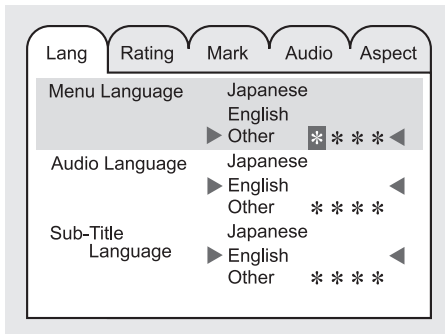 Lang Rating Mark Audio Aspect
Menu Language Japanese
English
Other * * * *
Audio Language Japanese
English
Other * * * *
Sub-Title Japanese
Language English
Other * * * *